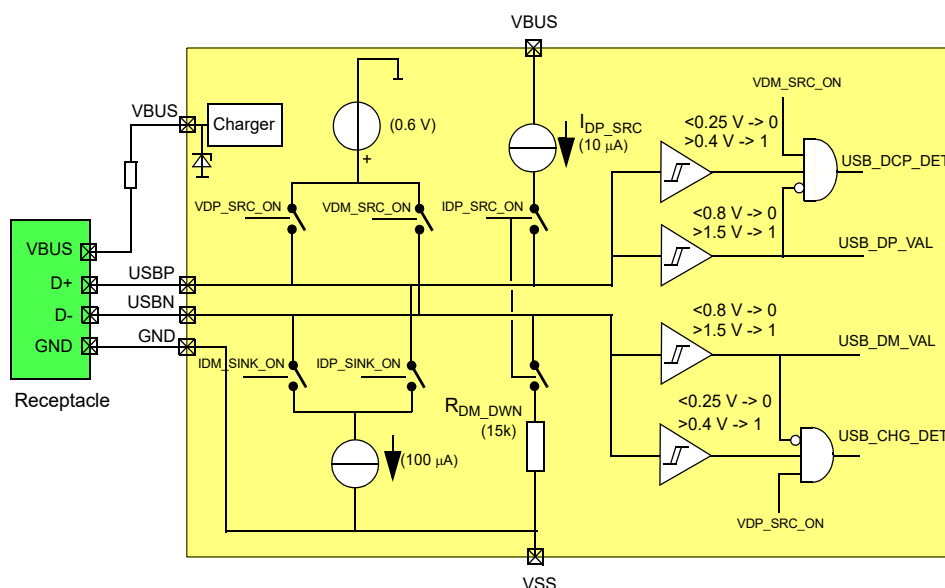 VBUS
VBUS
Charger
(0.6 V)
+
I_DP_SRC
(10 µA)
VDM_SRC_ON
<0.25 V -> 0
>0.4 V -> 1
USB_DCP_DET
VDP_SRC_ON
VDM_SRC_ON
IDP_SRC_ON
<0.8 V -> 0
>1.5 V -> 1
USB_DP_VAL
VBUS
D+
USBP
D-
USBN
GND
GND
Receptacle
<0.8 V -> 0
>1.5 V -> 1
USB_DM_VAL
IDM_SINK_ON
IDP_SINK_ON
R_DM_DWN
(15k)
<0.25 V -> 0
>0.4 V -> 1
USB_CHG_DET
(100 µA)
VDP_SRC_ON
VSS